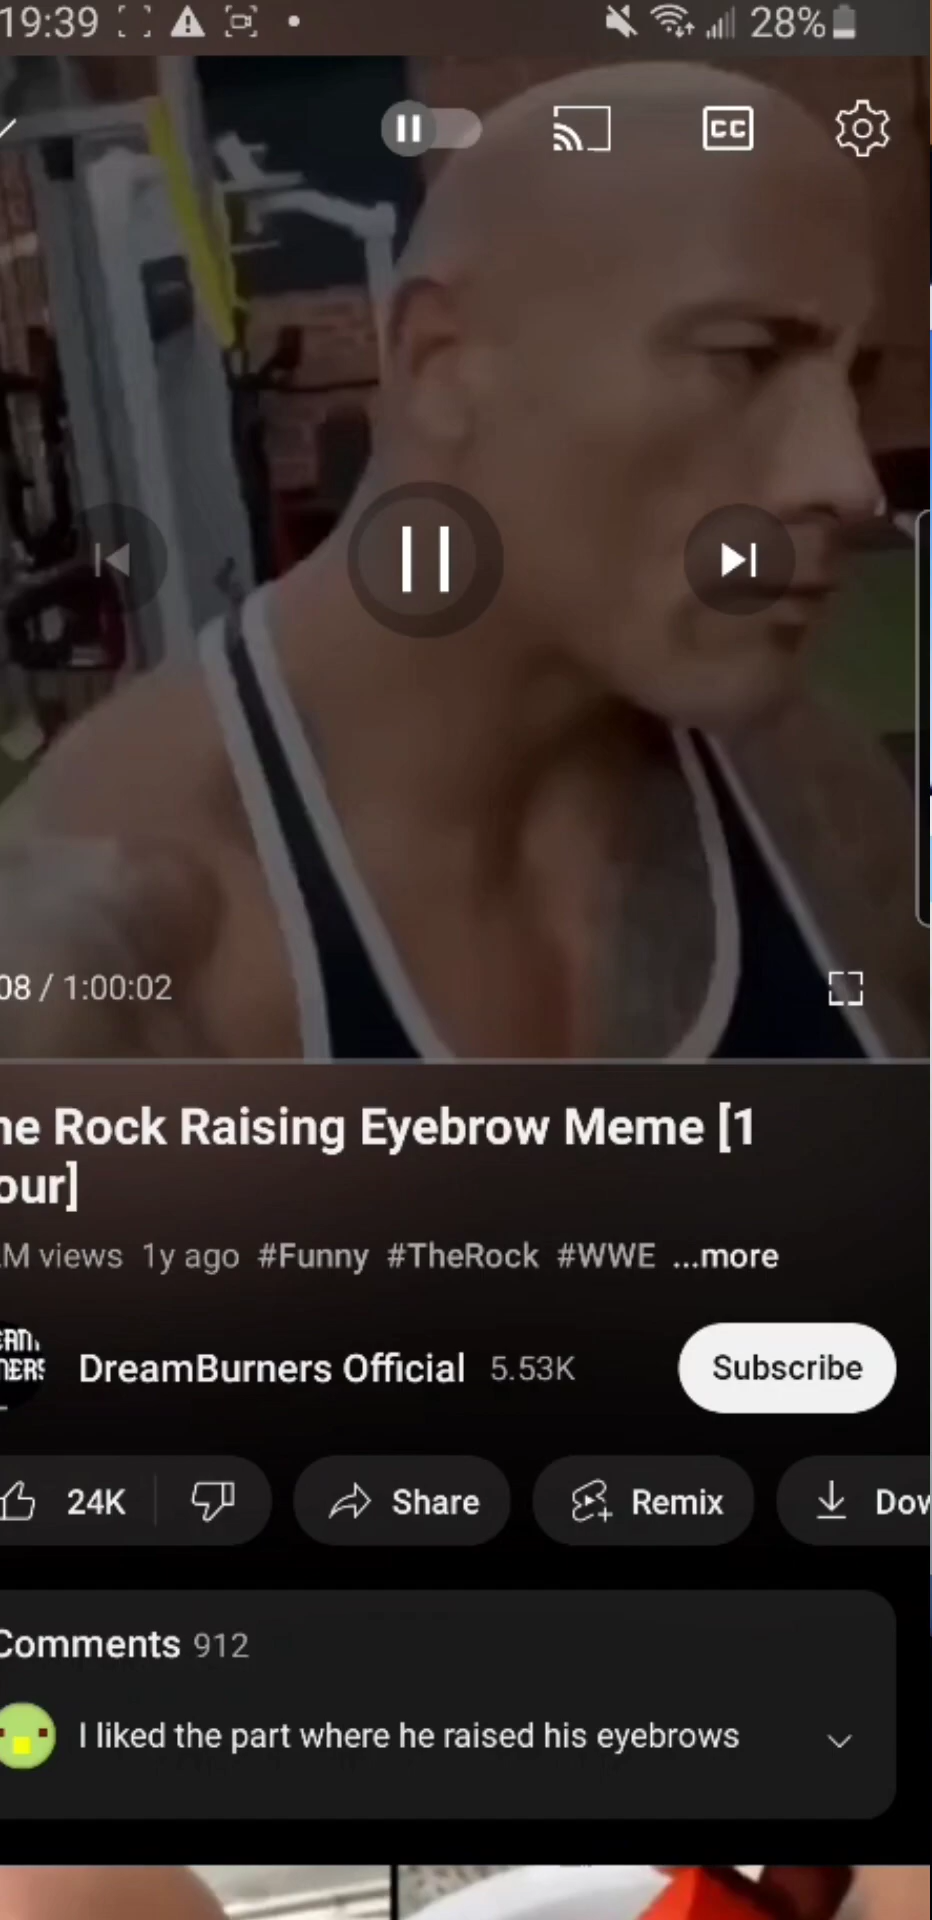 19:39 28%
CC
08 / 1:00:02
he Rock Raising Eyebrow Meme [1
our]
M views 1y ago #Funny #TheRock #WWE ...more
DreamBurners Official 5.53K Subscribe
24K Share Remix Dow
Comments 912
I liked the part where he raised his eyebrows